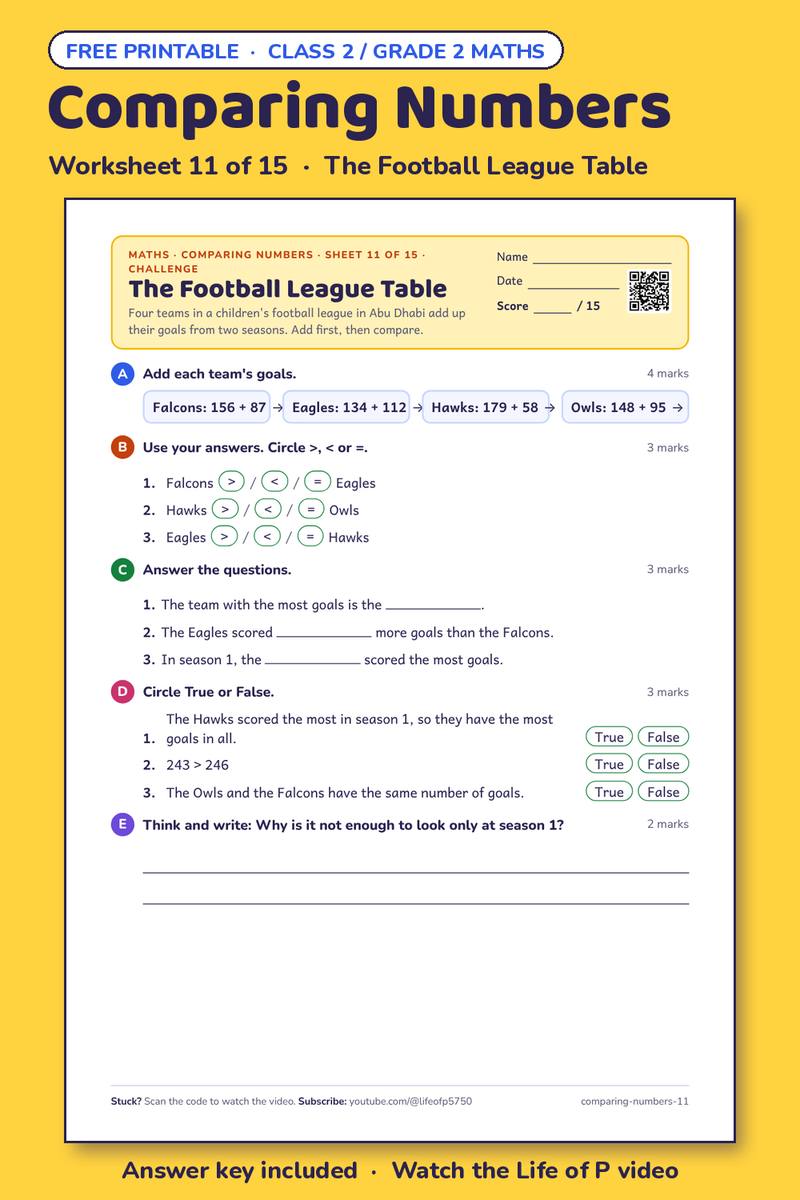 FREE PRINTABLE · CLASS 2 / GRADE 2 MATHS
Comparing Numbers
Worksheet 11 of 15 · The Football League Table
MATHS · COMPARING NUMBERS · SHEET 11 OF 15 ·
CHALLENGE
The Football League Table
Four teams in a children's football league in Abu Dhabi add up
their goals from two seasons. Add first, then compare.
Name ____________
Date ____________
Score ______ / 15
A Add each team's goals. 4 marks
Falcons: 156 + 87 → Eagles: 134 + 112 → Hawks: 179 + 58 → Owls: 148 + 95 →
B Use your answers. Circle >, < or =. 3 marks
1. Falcons > / < / = Eagles
2. Hawks > / < / = Owls
3. Eagles > / < / = Hawks
C Answer the questions. 3 marks
1. The team with the most goals is the ____________.
2. The Eagles scored ____________ more goals than the Falcons.
3. In season 1, the ____________ scored the most goals.
D Circle True or False. 3 marks
The Hawks scored the most in season 1, so they have the most
1. goals in all. True False
2. 243 > 246 True False
3. The Owls and the Falcons have the same number of goals. True False
E Think and write: Why is it not enough to look only at season 1? 2 marks
Stuck? Scan the code to watch the video. Subscribe: youtube.com/@lifeofp5750 comparing-numbers-11
Answer key included · Watch the Life of P video